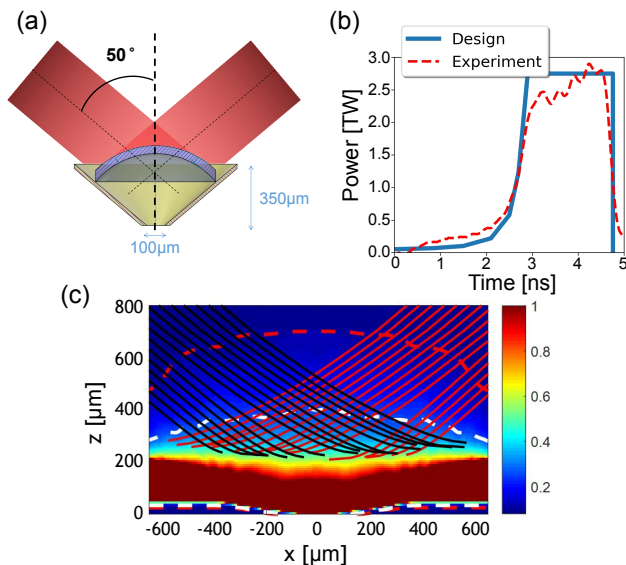 (a)
50°
350μm
100μm
(b)
Design
Experiment
Power [TW]
3.0
2.5
2.0
1.5
1.0
0.5
0.0
0 1 2 3 4 5
Time [ns]
(c)
z [μm]
800
600
400
200
0
-600 -400 -200 0 200 400 600
x [μm]
1
0.8
0.6
0.4
0.2